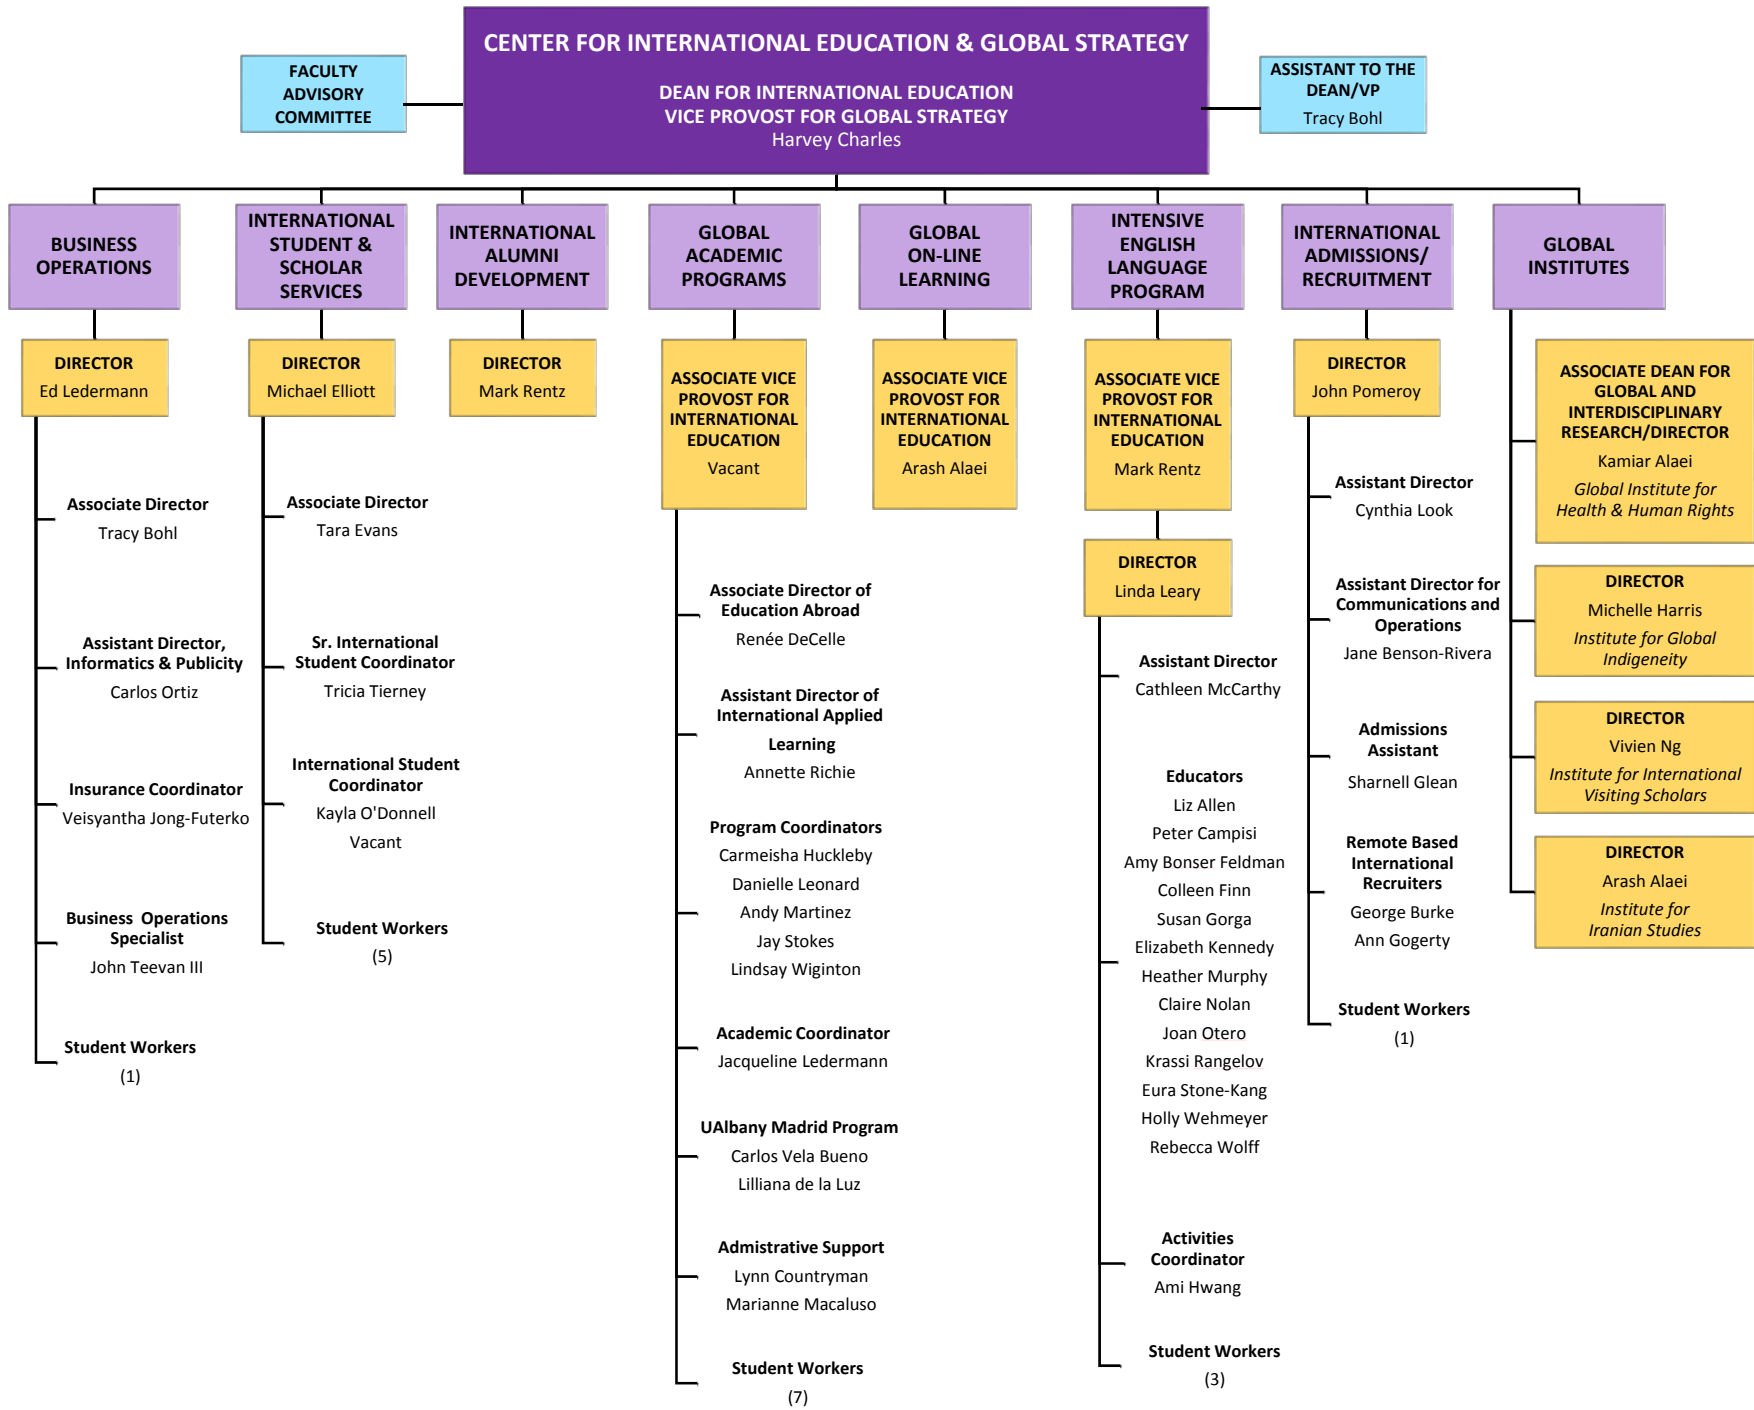 CENTER FOR INTERNATIONAL EDUCATION & GLOBAL STRATEGY
DEAN FOR INTERNATIONAL EDUCATION
VICE PROVOST FOR GLOBAL STRATEGY
Harvey Charles
FACULTY
ADVISORY
COMMITTEE
ASSISTANT TO THE
DEAN/VP
Tracy Bohl
BUSINESS
OPERATIONS
DIRECTOR
Ed Ledermann
Associate Director
Tracy Bohl
Assistant Director,
Informatics & Publicity
Carlos Ortiz
Insurance Coordinator
Veisyantha Jong-Futerko
Business  Operations
Specialist
John Teevan III
Student Workers
(1)
INTERNATIONAL
STUDENT &
SCHOLAR
SERVICES
DIRECTOR
Michael Elliott
Associate Director
Tara Evans
Sr. International
Student Coordinator
Tricia Tierney
International Student
Coordinator
Kayla O'Donnell
Vacant
Student Workers
(5)
INTERNATIONAL
ALUMNI
DEVELOPMENT
DIRECTOR
Mark Rentz
GLOBAL
ACADEMIC
PROGRAMS
ASSOCIATE VICE
PROVOST FOR
INTERNATIONAL
EDUCATION
Vacant
Associate Director of
Education Abroad
Renée DeCelle
Assistant Director of
International Applied
Learning
Annette Richie
Program Coordinators
Carmeisha Huckleby
Danielle Leonard
Andy Martinez
Jay Stokes
Lindsay Wiginton
Academic Coordinator
Jacqueline Ledermann
UAlbany Madrid Program
Carlos Vela Bueno
Lilliana de la Luz
Admistrative Support
Lynn Countryman
Marianne Macaluso
Student Workers
(7)
GLOBAL
ON-LINE
LEARNING
ASSOCIATE VICE
PROVOST FOR
INTERNATIONAL
EDUCATION
Arash Alaei
INTENSIVE
ENGLISH
LANGUAGE
PROGRAM
ASSOCIATE VICE
PROVOST FOR
INTERNATIONAL
EDUCATION
Mark Rentz
DIRECTOR
Linda Leary
Assistant Director
Cathleen McCarthy
Educators
Liz Allen
Peter Campisi
Amy Bonser Feldman
Colleen Finn
Susan Gorga
Elizabeth Kennedy
Heather Murphy
Claire Nolan
Joan Otero
Krassi Rangelov
Eura Stone-Kang
Holly Wehmeyer
Rebecca Wolff
Activities
Coordinator
Ami Hwang
Student Workers
(3)
INTERNATIONAL
ADMISSIONS/
RECRUITMENT
DIRECTOR
John Pomeroy
Assistant Director
Cynthia Look
Assistant Director for
Communications and
Operations
Jane Benson-Rivera
Admissions
Assistant
Sharnell Glean
Remote Based
International
Recruiters
George Burke
Ann Gogerty
Student Workers
(1)
GLOBAL
INSTITUTES
ASSOCIATE DEAN FOR
GLOBAL AND
INTERDISCIPLINARY
RESEARCH/DIRECTOR
Kamiar Alaei
Global Institute for
Health & Human Rights
DIRECTOR
Michelle Harris
Institute for Global
Indigeneity
DIRECTOR
Vivien Ng
Institute for International
Visiting Scholars
DIRECTOR
Arash Alaei
Institute for
Iranian Studies